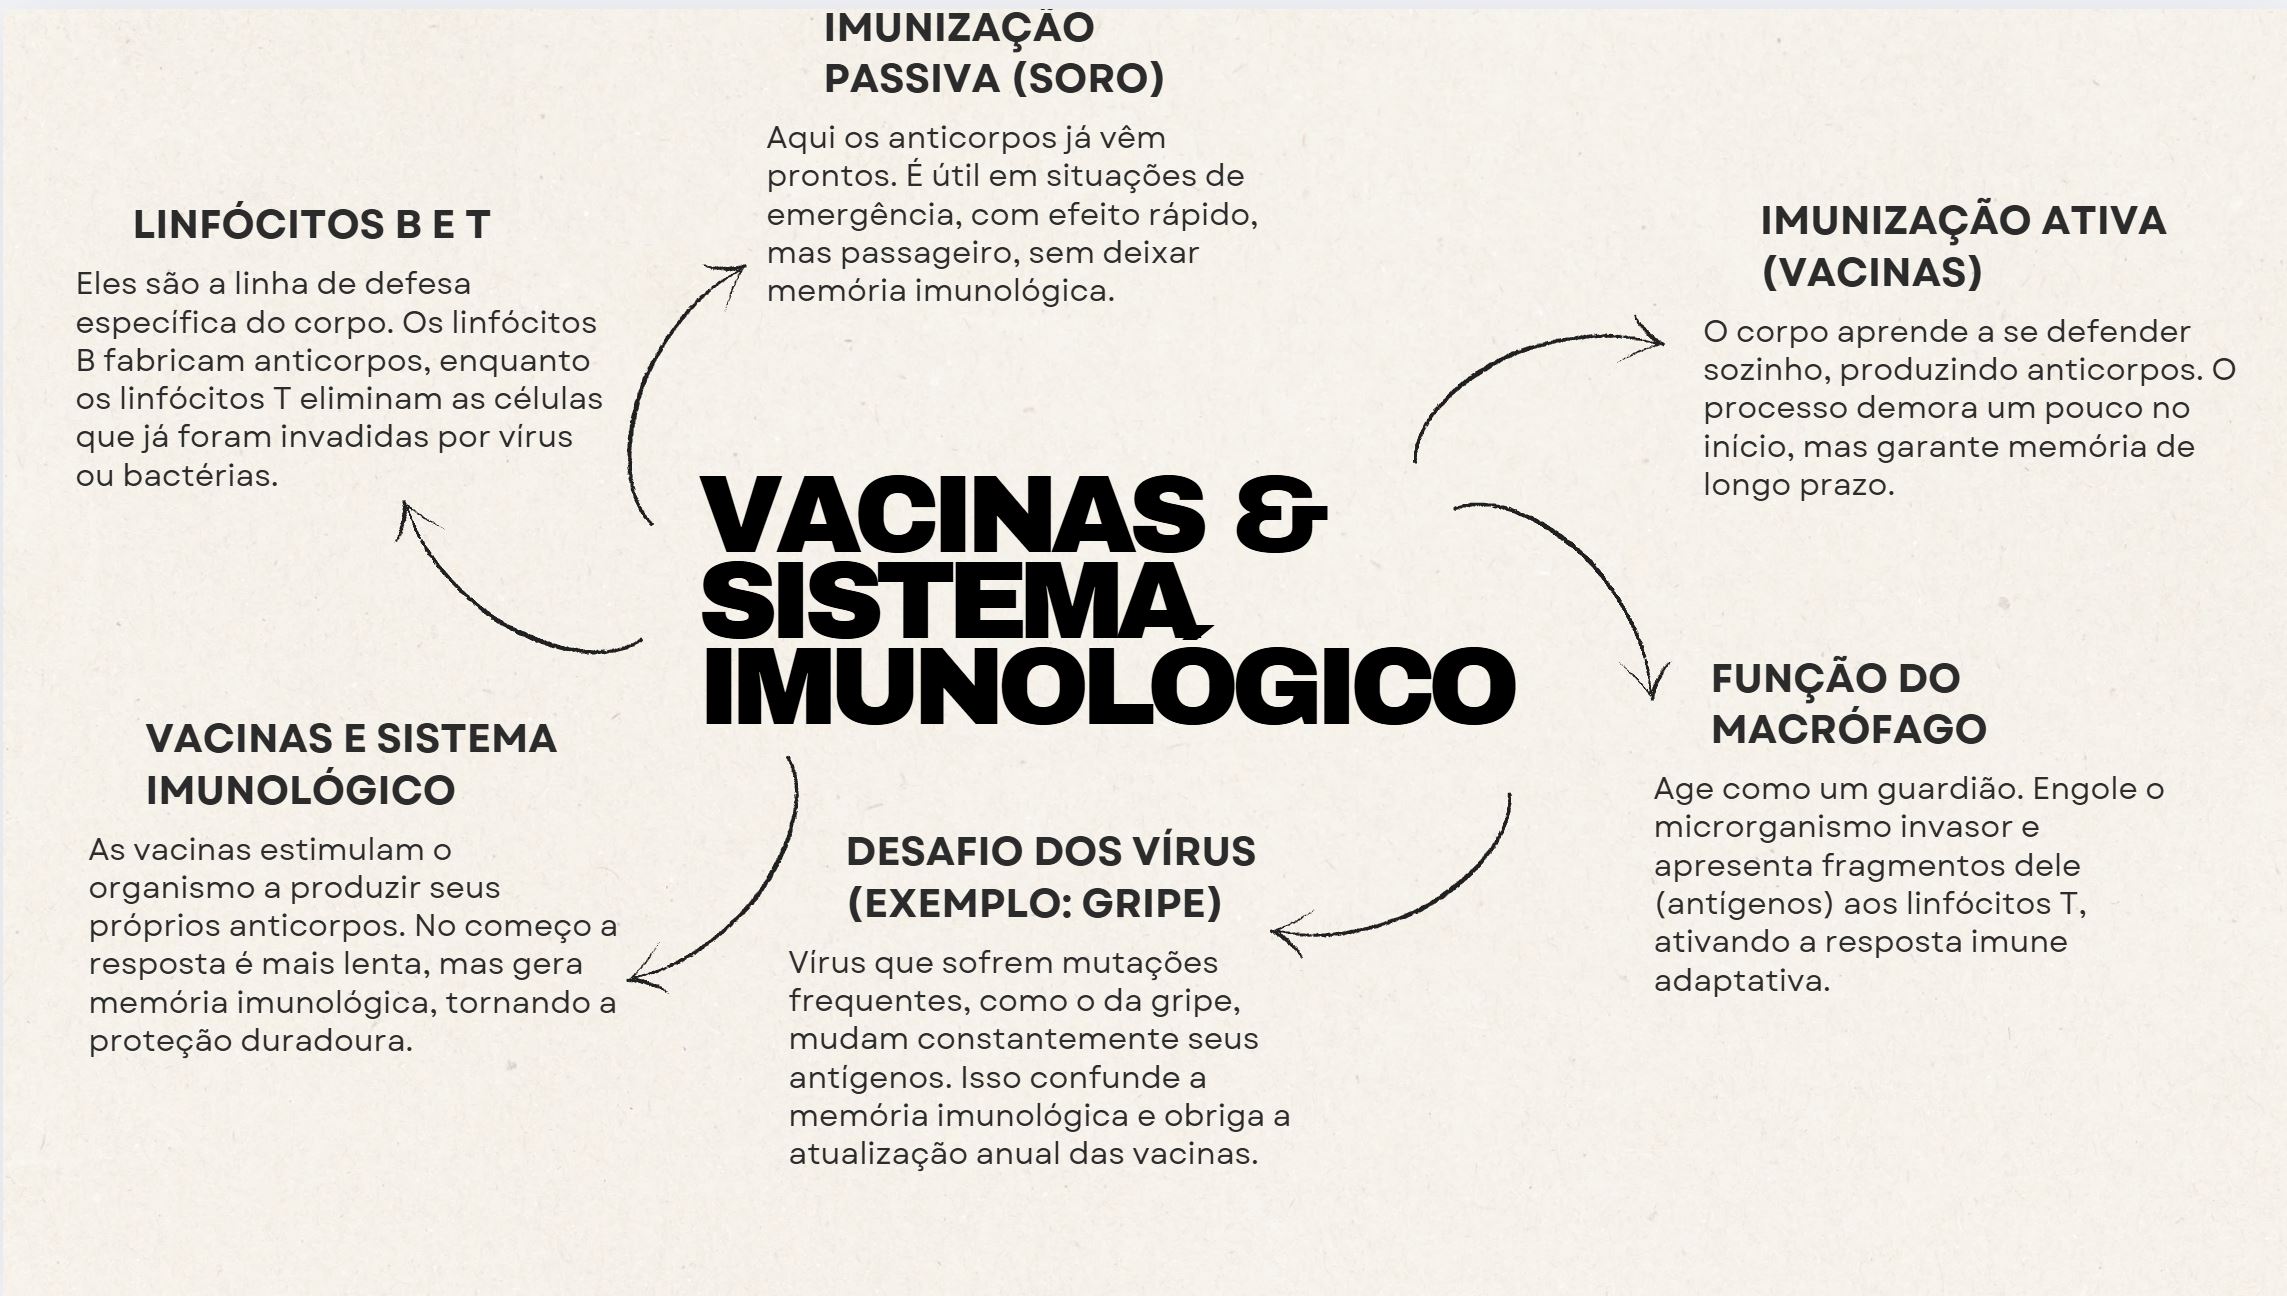 IMUNIZAÇÃO
PASSIVA (SORO)
Aqui os anticorpos já vêm
prontos. É útil em situações de
emergência, com efeito rápido,
mas passageiro, sem deixar
memória imunológica.
LINFÓCITOS B E T
Eles são a linha de defesa
específica do corpo. Os linfócitos
B fabricam anticorpos, enquanto
os linfócitos T eliminam as células
que já foram invadidas por vírus
ou bactérias.
IMUNIZAÇÃO ATIVA
(VACINAS)
O corpo aprende a se defender
sozinho, produzindo anticorpos. O
processo demora um pouco no
início, mas garante memória de
longo prazo.
VACINAS &
SISTEMA
IMUNOLÓGICO
VACINAS E SISTEMA
IMUNOLÓGICO
As vacinas estimulam o
organismo a produzir seus
próprios anticorpos. No começo a
resposta é mais lenta, mas gera
memória imunológica, tornando a
proteção duradoura.
DESAFIO DOS VÍRUS
(EXEMPLO: GRIPE)
Vírus que sofrem mutações
frequentes, como o da gripe,
mudam constantemente seus
antígenos. Isso confunde a
memória imunológica e obriga a
atualização anual das vacinas.
FUNÇÃO DO
MACRÓFAGO
Age como um guardião. Engole o
microrganismo invasor e
apresenta fragmentos dele
(antígenos) aos linfócitos T,
ativando a resposta imune
adaptativa.